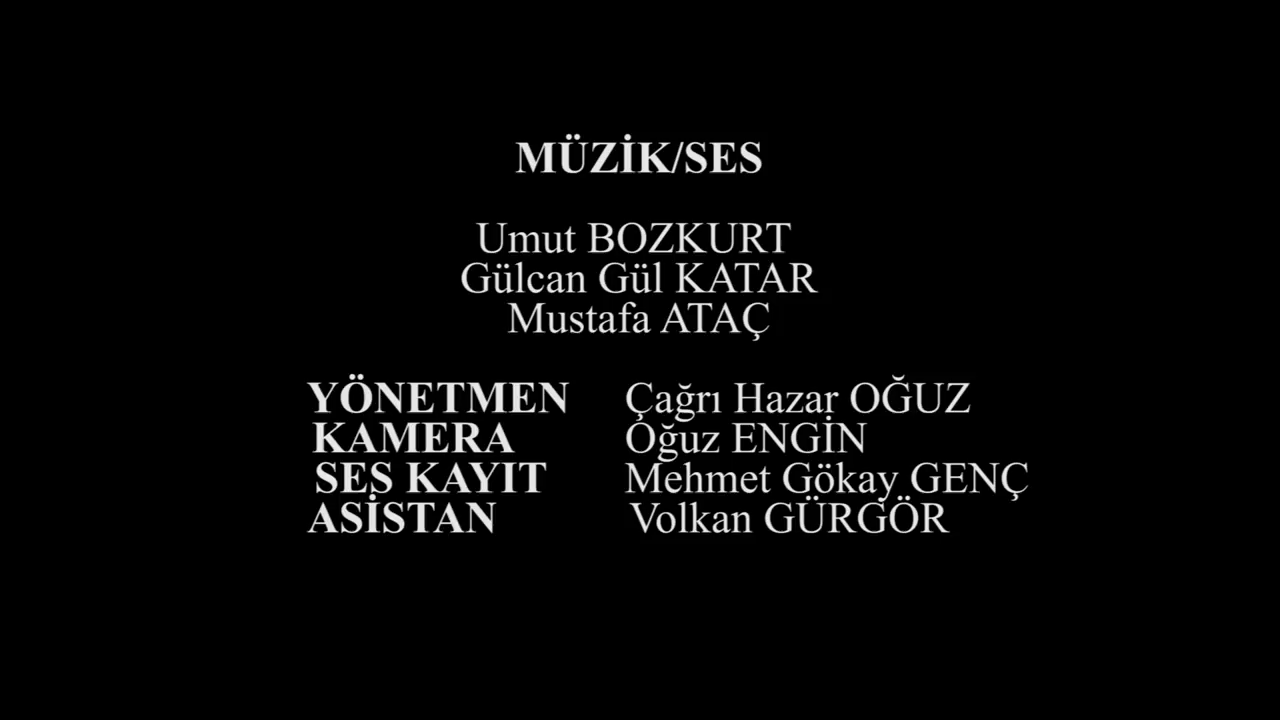 MÜZİK/SES
Umut BOZKURT
Gülcan Gül KATAR
Mustafa ATAÇ
YÖNETMEN Çağrı Hazar OĞUZ
KAMERA Oğuz ENGİN
SES KAYIT Mehmet Gökay GENÇ
ASİSTAN Volkan GÜRGÖR